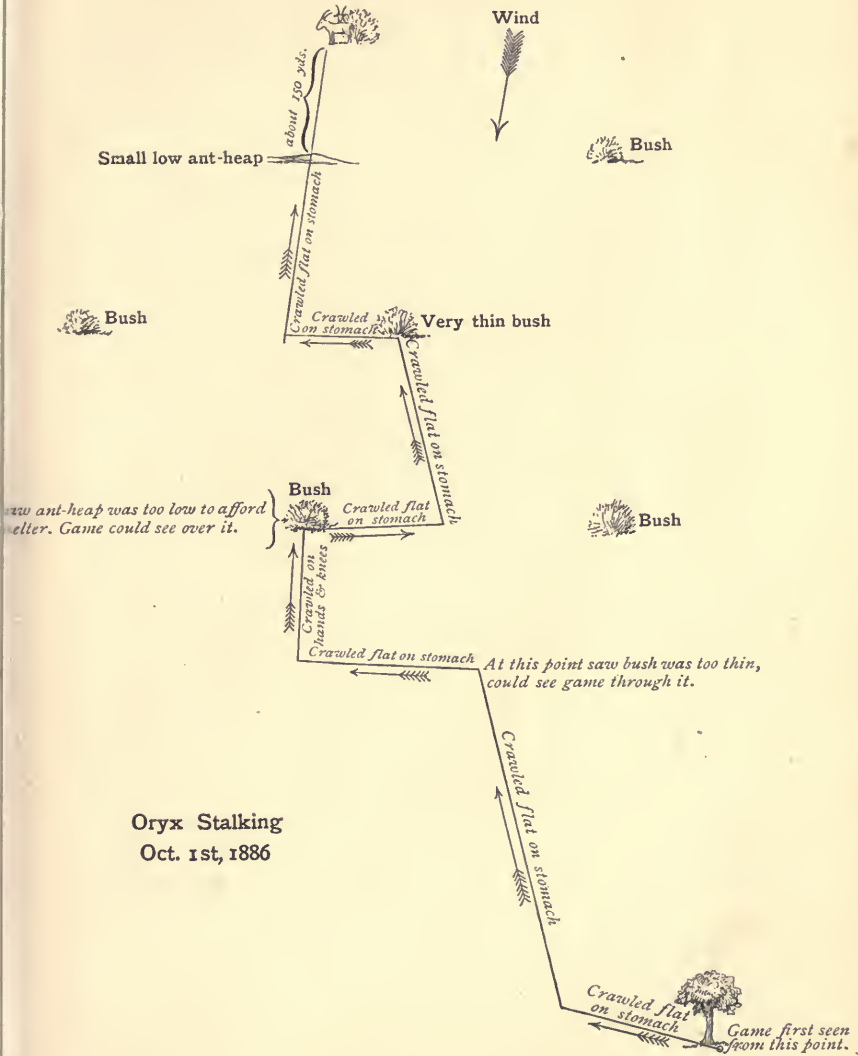 Wind
about 150 yds.
Bush
Small low ant-heap
Crawled flat on stomach
Bush
Crawled
on stomach
Very thin bush
Crawled flat on stomach
Bush
ant-heap was too low to afford
Game could see over it.
Crawled flat
on stomach
Bush
Crawled on
hands & knees
Crawled flat on stomach
At this point saw bush was too thin,
could see game through it.
Crawled flat on stomach
Oryx Stalking
Oct. 1st, 1886
Crawled flat
on stomach
Game first seen
from this point.